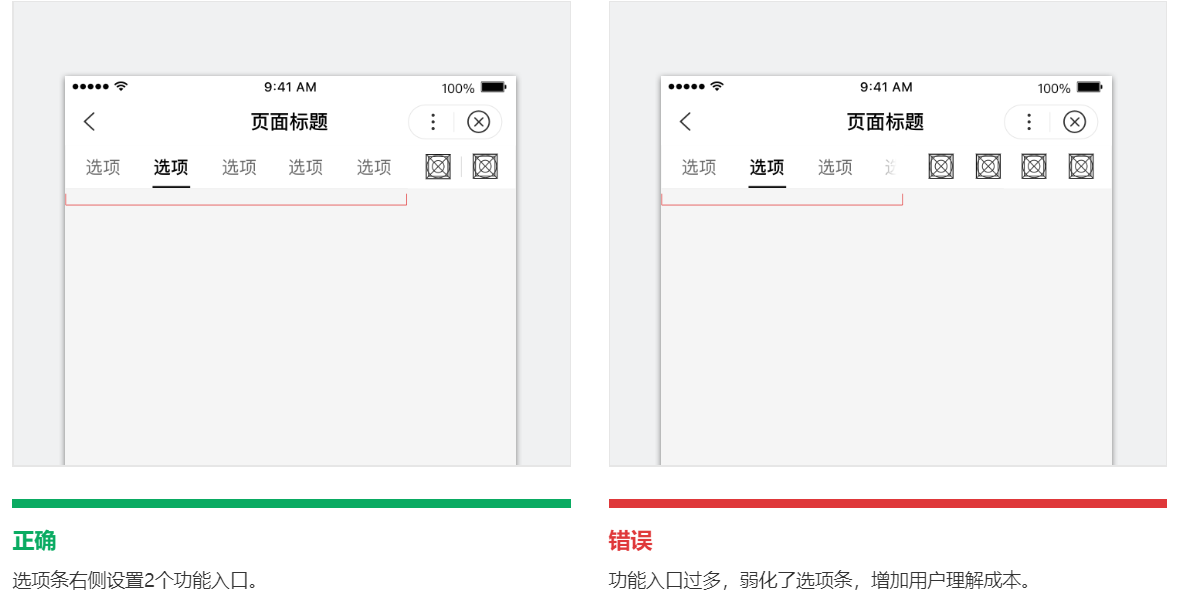 9:41 AM
100%
页面标题
选项 选项 选项 选项 选项
正确
选项条右侧设置2个功能入口。
9:41 AM
100%
页面标题
选项 选项 选项 选
错误
功能入口过多，弱化了选项条，增加用户理解成本。